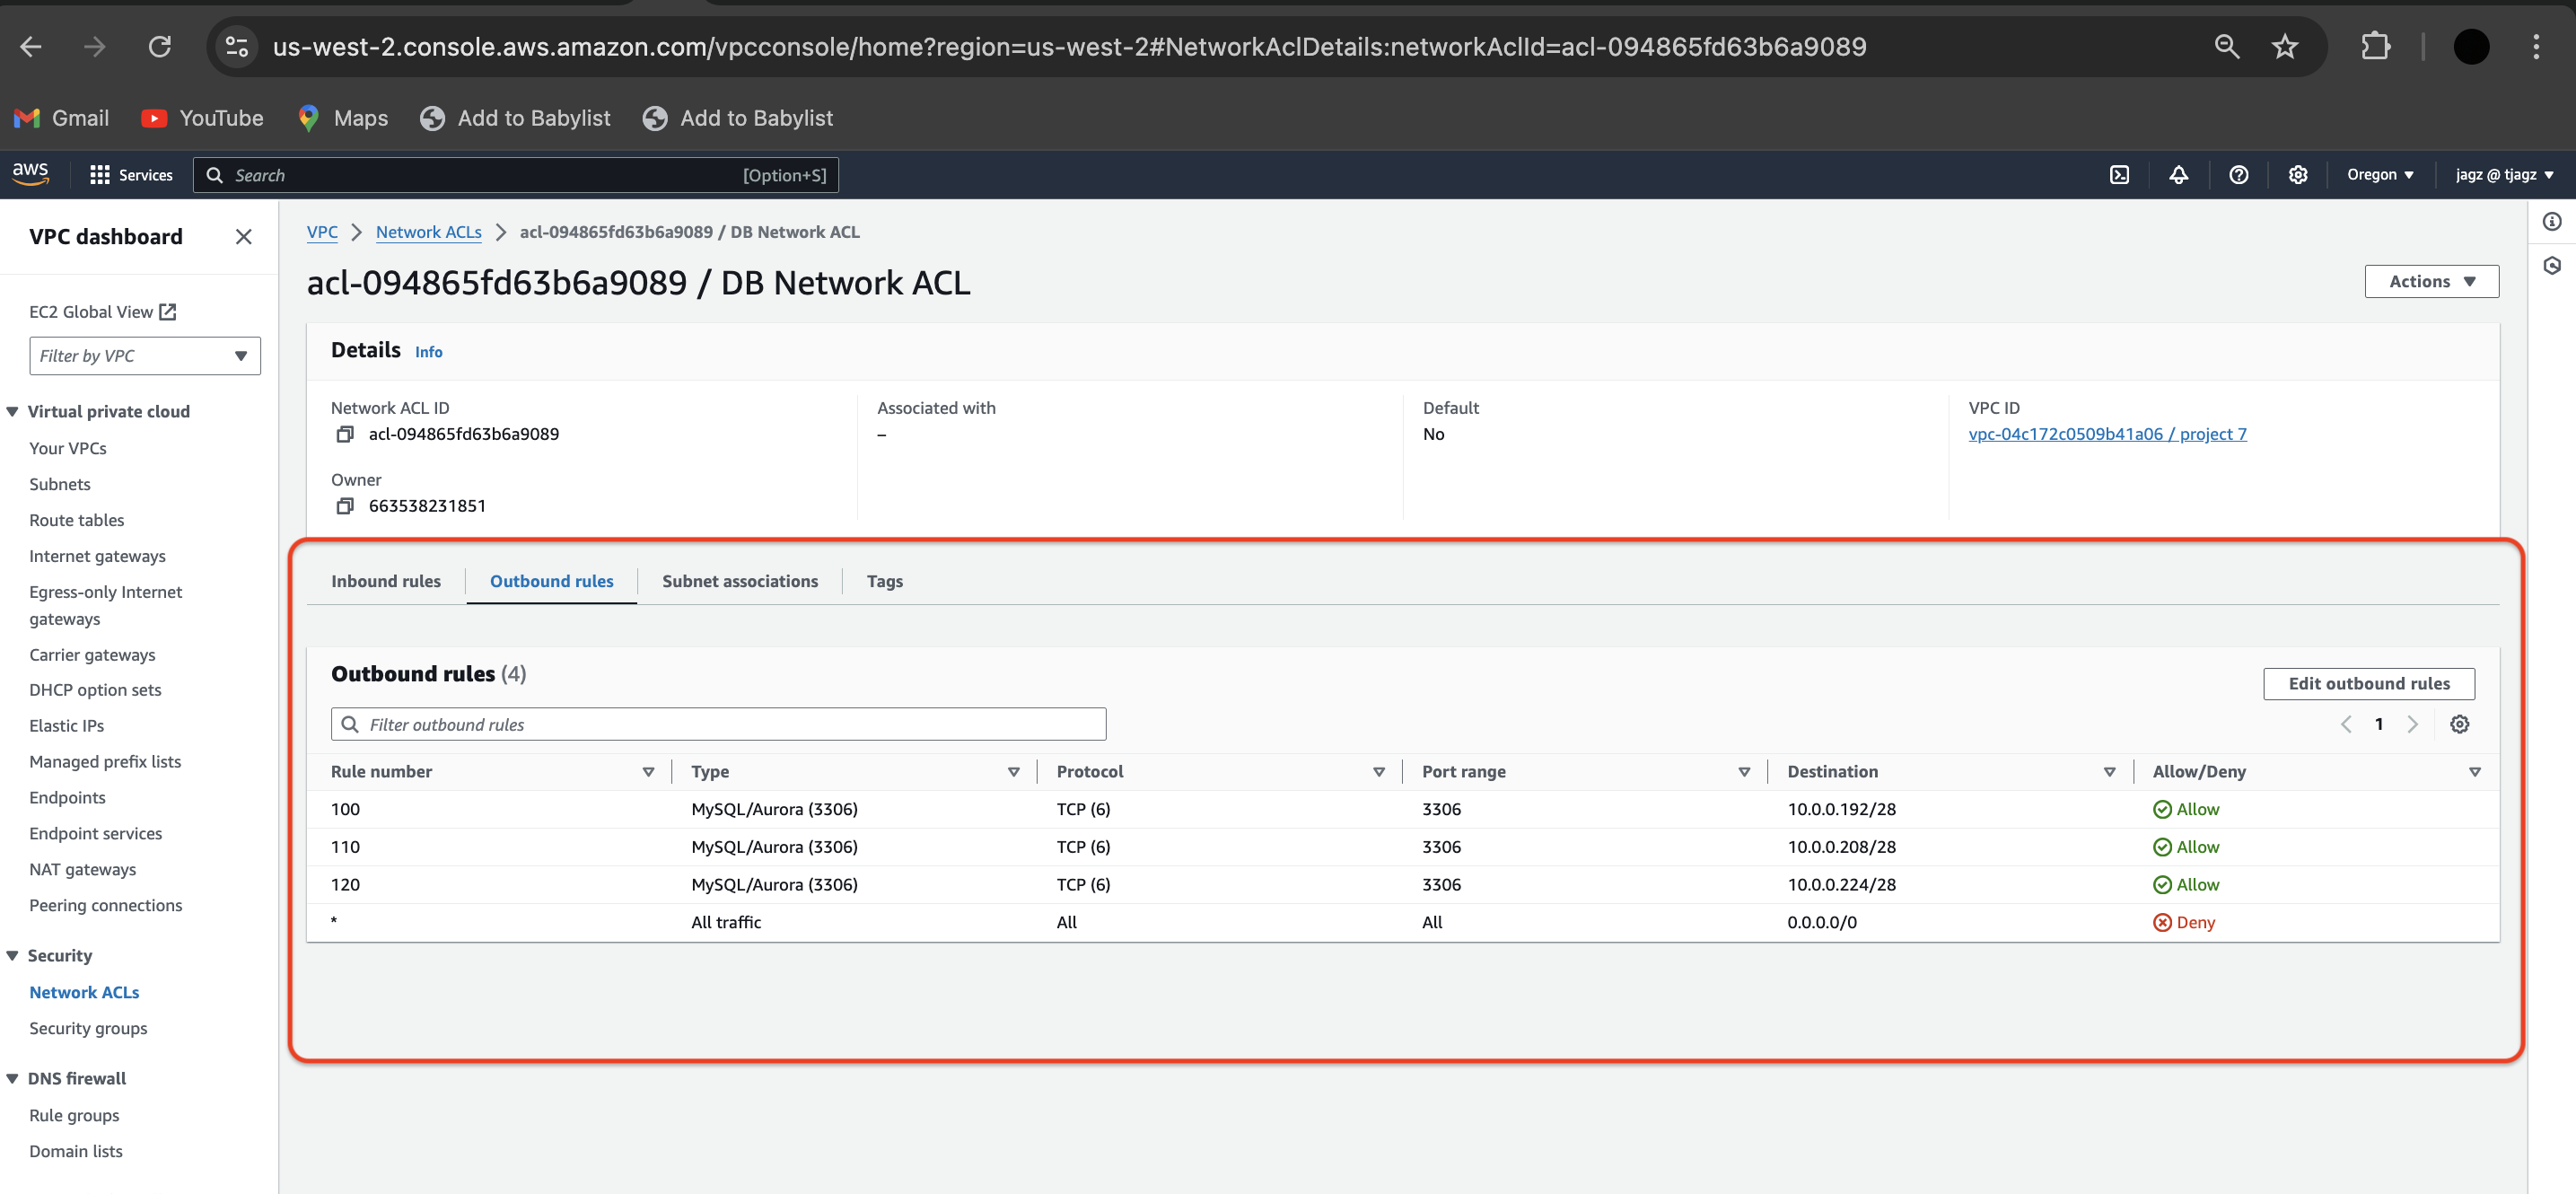 us-west-2.console.aws.amazon.com/vpcconsole/home?region=us-west-2#NetworkAclDetails:networkAclId=acl-094865fd63b6a9089
Gmail YouTube Maps Add to Babylist Add to Babylist
aws Services Search [Option+S] Oregon jagz @ tjagz
VPC dashboard
EC2 Global View
Filter by VPC
Virtual private cloud
Your VPCs
Subnets
Route tables
Internet gateways
Egress-only Internet
gateways
Carrier gateways
DHCP option sets
Elastic IPs
Managed prefix lists
Endpoints
Endpoint services
NAT gateways
Peering connections
Security
Network ACLs
Security groups
DNS firewall
Rule groups
Domain lists
VPC Network ACLs acl-094865fd63b6a9089 / DB Network ACL
acl-094865fd63b6a9089 / DB Network ACL
Actions
Details Info
Network ACL ID
acl-094865fd63b6a9089
Owner
663538231851
Associated with
–
Default
No
VPC ID
vpc-04c172c0509b41a06 / project 7
Inbound rules Outbound rules Subnet associations Tags
Outbound rules (4)
Edit outbound rules
Filter outbound rules
1
Rule number Type Protocol Port range Destination Allow/Deny
100 MySQL/Aurora (3306) TCP (6) 3306 10.0.0.192/28 Allow
110 MySQL/Aurora (3306) TCP (6) 3306 10.0.0.208/28 Allow
120 MySQL/Aurora (3306) TCP (6) 3306 10.0.0.224/28 Allow
* All traffic All All 0.0.0.0/0 Deny